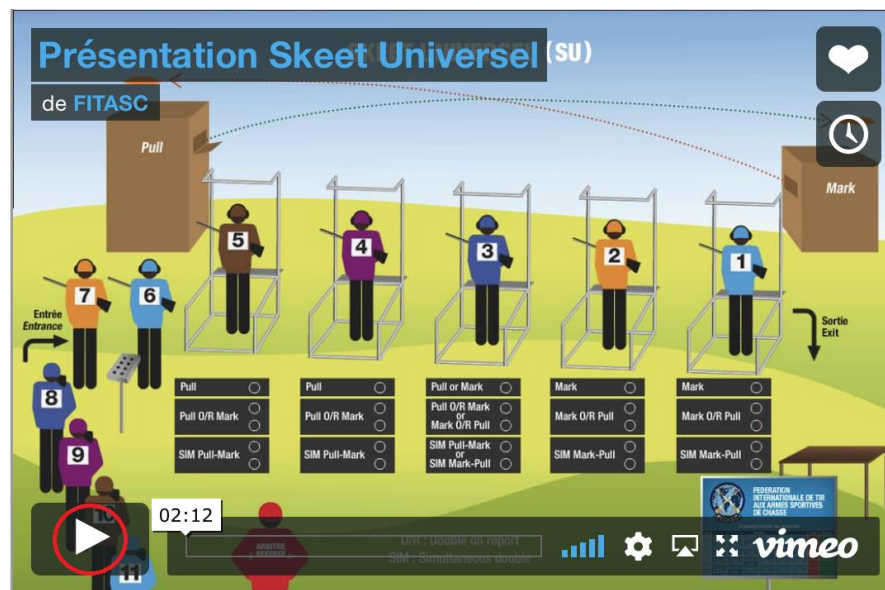 Présentation Skeet Universel (SU)
de FITASC
Pull
Mark
5
4
3
2
1
7
6
Entrée
Entrance
Sortie
Exit
8
9
10
11
Pull
Pull O/R Mark
SIM Pull-Mark
Pull
Pull O/R Mark
SIM Pull-Mark
Pull or Mark
Pull O/R Mark
or
Mark O/R Pull
SIM Pull-Mark
or
SIM Mark-Pull
Mark
Mark O/R Pull
SIM Mark-Pull
Mark
Mark O/R Pull
SIM Mark-Pull
02:12
ARBITRE
REFEREE
O/R : Double on report
SIM : Simultaneous double
FEDERATION
INTERNATIONALE DE TIR
AUX ARMES SPORTIVES
DE CHASSE
vimeo